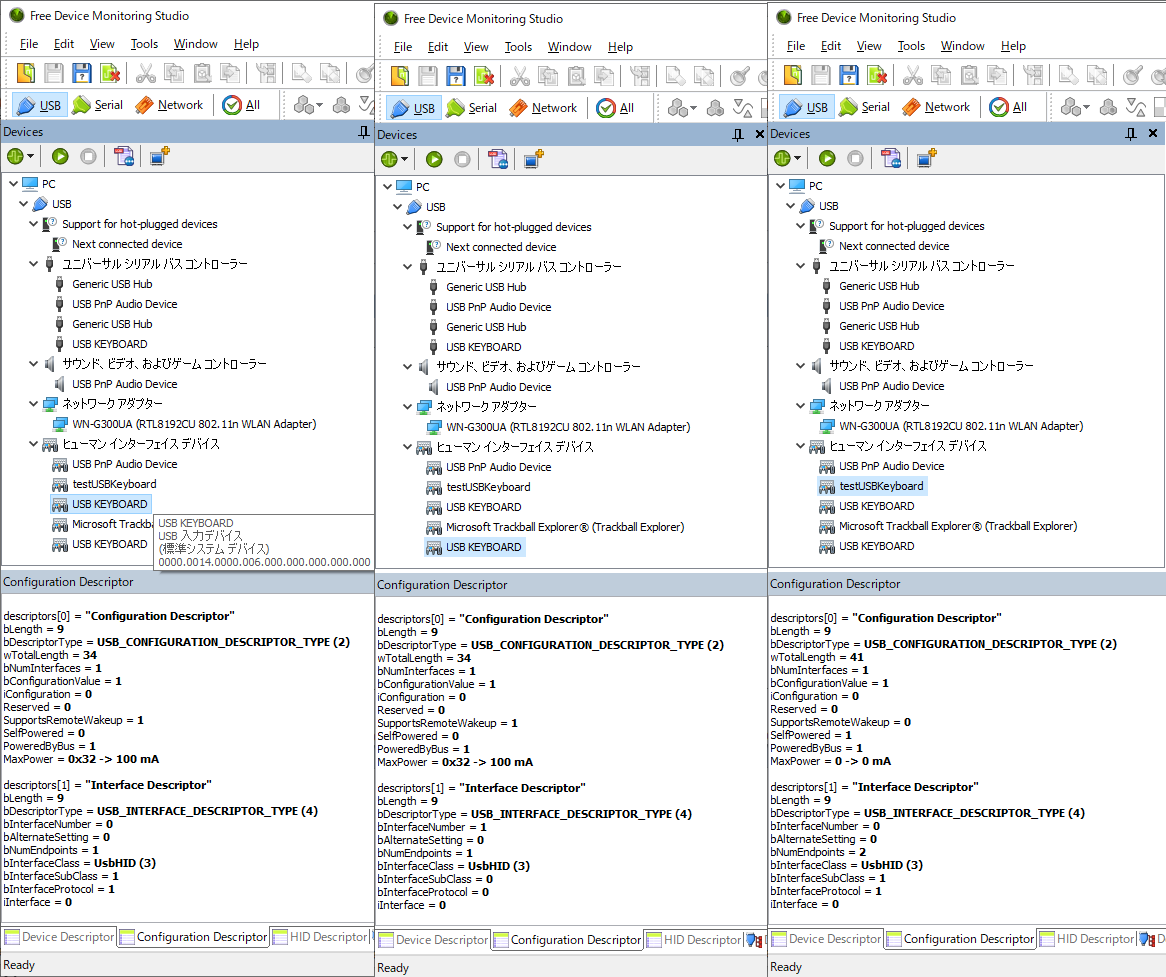 Free Device Monitoring Studio
File Edit View Tools Window Help
USB Serial Network All
Devices
PC
USB
Support for hot-plugged devices
Next connected device
ユニバーサル シリアル バス コントローラー
Generic USB Hub
USB PnP Audio Device
Generic USB Hub
USB KEYBOARD
サウンド、ビデオ、およびゲーム コントローラー
USB PnP Audio Device
ネットワーク アダプター
WN-G300UA (RTL8192CU 802.11n WLAN Adapter)
ヒューマン インターフェイス デバイス
USB PnP Audio Device
testUSBKeyboard
USB KEYBOARD
Microsoft Trackba
USB KEYBOARD
USB KEYBOARD
USB 入力デバイス
(標準システム デバイス)
0000.0014.0000.006.000.000.000.000.000
Configuration Descriptor
descriptors[0] = "Configuration Descriptor"
bLength = 9
bDescriptorType = USB_CONFIGURATION_DESCRIPTOR_TYPE (2)
wTotalLength = 34
bNumInterfaces = 1
bConfigurationValue = 1
iConfiguration = 0
Reserved = 0
SupportsRemoteWakeup = 1
SelfPowered = 0
PoweredByBus = 1
MaxPower = 0x32 -> 100 mA
descriptors[1] = "Interface Descriptor"
bLength = 9
bDescriptorType = USB_INTERFACE_DESCRIPTOR_TYPE (4)
bInterfaceNumber = 0
bAlternateSetting = 0
bNumEndpoints = 1
bInterfaceClass = UsbHID (3)
bInterfaceSubClass = 1
bInterfaceProtocol = 1
iInterface = 0
Device Descriptor Configuration Descriptor HID Descriptor
Ready
Free Device Monitoring Studio
File Edit View Tools Window Help
USB Serial Network All
Devices
PC
USB
Support for hot-plugged devices
Next connected device
ユニバーサル シリアル バス コントローラー
Generic USB Hub
USB PnP Audio Device
Generic USB Hub
USB KEYBOARD
サウンド、ビデオ、およびゲーム コントローラー
USB PnP Audio Device
ネットワーク アダプター
WN-G300UA (RTL8192CU 802.11n WLAN Adapter)
ヒューマン インターフェイス デバイス
USB PnP Audio Device
testUSBKeyboard
USB KEYBOARD
Microsoft Trackball Explorer® (Trackball Explorer)
USB KEYBOARD
Configuration Descriptor
descriptors[0] = "Configuration Descriptor"
bLength = 9
bDescriptorType = USB_CONFIGURATION_DESCRIPTOR_TYPE (2)
wTotalLength = 34
bNumInterfaces = 1
bConfigurationValue = 1
iConfiguration = 0
Reserved = 0
SupportsRemoteWakeup = 1
SelfPowered = 0
PoweredByBus = 1
MaxPower = 0x32 -> 100 mA
descriptors[1] = "Interface Descriptor"
bLength = 9
bDescriptorType = USB_INTERFACE_DESCRIPTOR_TYPE (4)
bInterfaceNumber = 1
bAlternateSetting = 0
bNumEndpoints = 1
bInterfaceClass = UsbHID (3)
bInterfaceSubClass = 0
bInterfaceProtocol = 0
iInterface = 0
Device Descriptor Configuration Descriptor HID Descriptor
Ready
Free Device Monitoring Studio
File Edit View Tools Window Help
USB Serial Network All
Devices
PC
USB
Support for hot-plugged devices
Next connected device
ユニバーサル シリアル バス コントローラー
Generic USB Hub
USB PnP Audio Device
Generic USB Hub
USB KEYBOARD
サウンド、ビデオ、およびゲーム コントローラー
USB PnP Audio Device
ネットワーク アダプター
WN-G300UA (RTL8192CU 802.11n WLAN Adapter)
ヒューマン インターフェイス デバイス
USB PnP Audio Device
testUSBKeyboard
USB KEYBOARD
Microsoft Trackball Explorer® (Trackball Explorer)
USB KEYBOARD
Configuration Descriptor
descriptors[0] = "Configuration Descriptor"
bLength = 9
bDescriptorType = USB_CONFIGURATION_DESCRIPTOR_TYPE (2)
wTotalLength = 41
bNumInterfaces = 1
bConfigurationValue = 1
iConfiguration = 0
Reserved = 0
SupportsRemoteWakeup = 0
SelfPowered = 1
PoweredByBus = 1
MaxPower = 0 -> 0 mA
descriptors[1] = "Interface Descriptor"
bLength = 9
bDescriptorType = USB_INTERFACE_DESCRIPTOR_TYPE (4)
bInterfaceNumber = 0
bAlternateSetting = 0
bNumEndpoints = 2
bInterfaceClass = UsbHID (3)
bInterfaceSubClass = 1
bInterfaceProtocol = 1
iInterface = 0
Device Descriptor Configuration Descriptor HID Descriptor
Ready